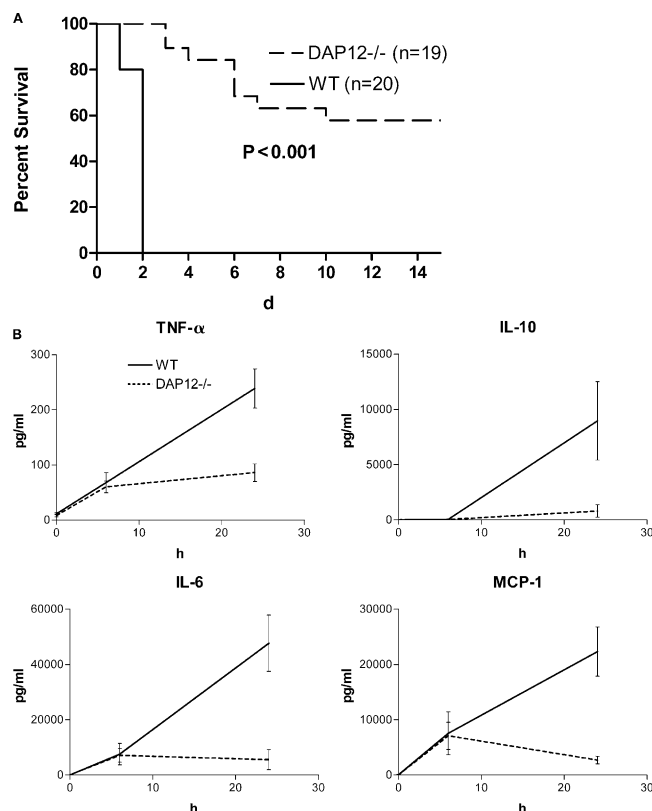 A
Percent Survival
100
80
60
40
20
0
DAP12-/- (n=19)
WT (n=20)
P<0.001
0 2 4 6 8 10 12 14
d
B
TNF-α
pg/ml
300
200
100
0
WT
DAP12-/-
0 10 20 30
h
IL-10
pg/ml
15000
10000
5000
0
0 10 20 30
h
IL-6
pg/ml
60000
40000
20000
0
0 10 20 30
h
MCP-1
pg/ml
30000
20000
10000
0
0 10 20 30
h